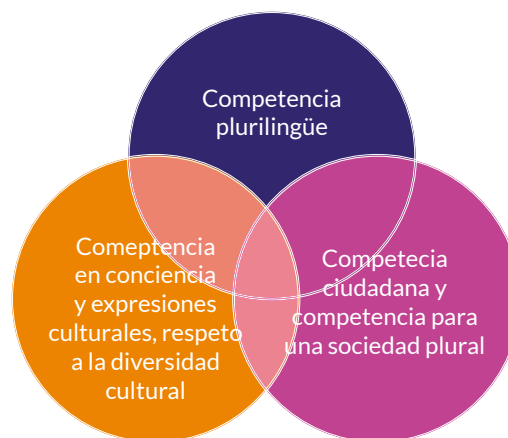 Competencia
plurilingüe
Comeptencia
en conciencia
y expresiones
culturales, respeto
a la diversidad
cultural
Competecia
ciudadana y
competencia para
una sociedad plural